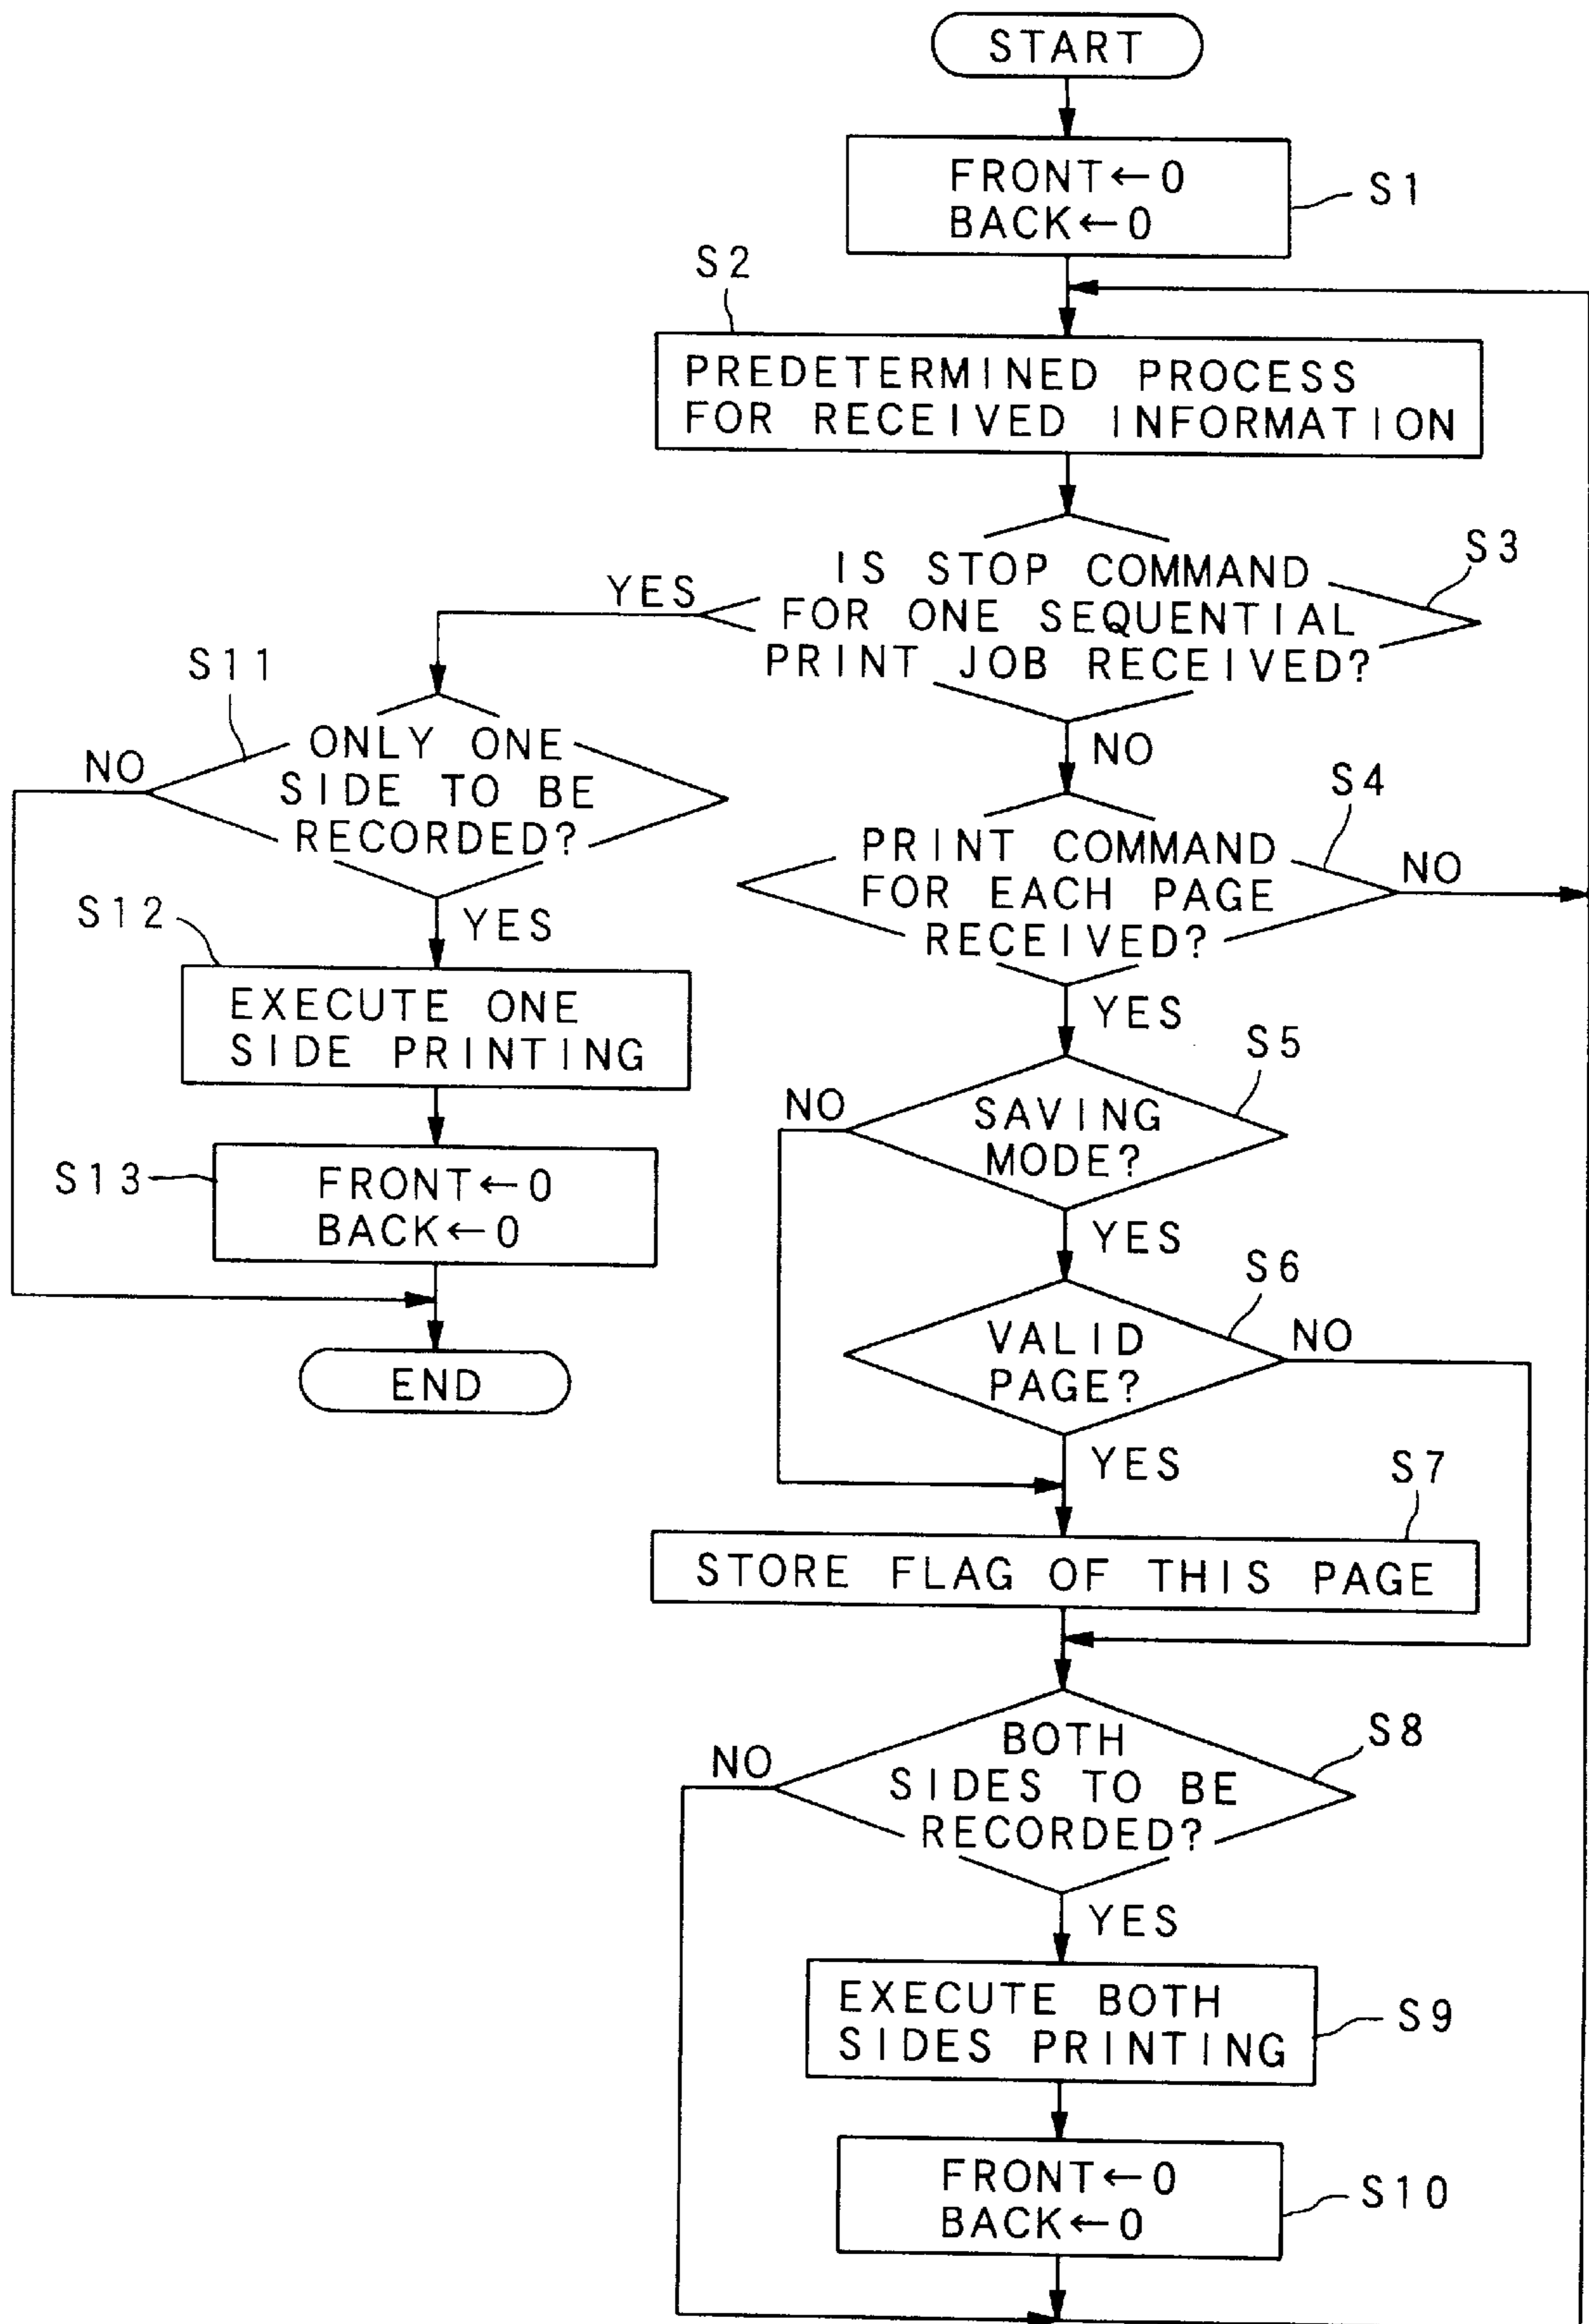 START
FRONT←0
BACK←0
S1
S2
PREDETERMINED PROCESS
FOR RECEIVED INFORMATION
IS STOP COMMAND
FOR ONE SEQUENTIAL
PRINT JOB RECEIVED?
S3
YES
NO
S11
ONLY ONE
SIDE TO BE
RECORDED?
NO
YES
S12
EXECUTE ONE
SIDE PRINTING
S13
FRONT←0
BACK←0
END
S4
PRINT COMMAND
FOR EACH PAGE
RECEIVED?
NO
YES
S5
SAVING
MODE?
NO
YES
S6
VALID
PAGE?
NO
YES
S7
STORE FLAG OF THIS PAGE
S8
BOTH
SIDES TO BE
RECORDED?
NO
YES
EXECUTE BOTH
SIDES PRINTING
S9
FRONT←0
BACK←0
S10